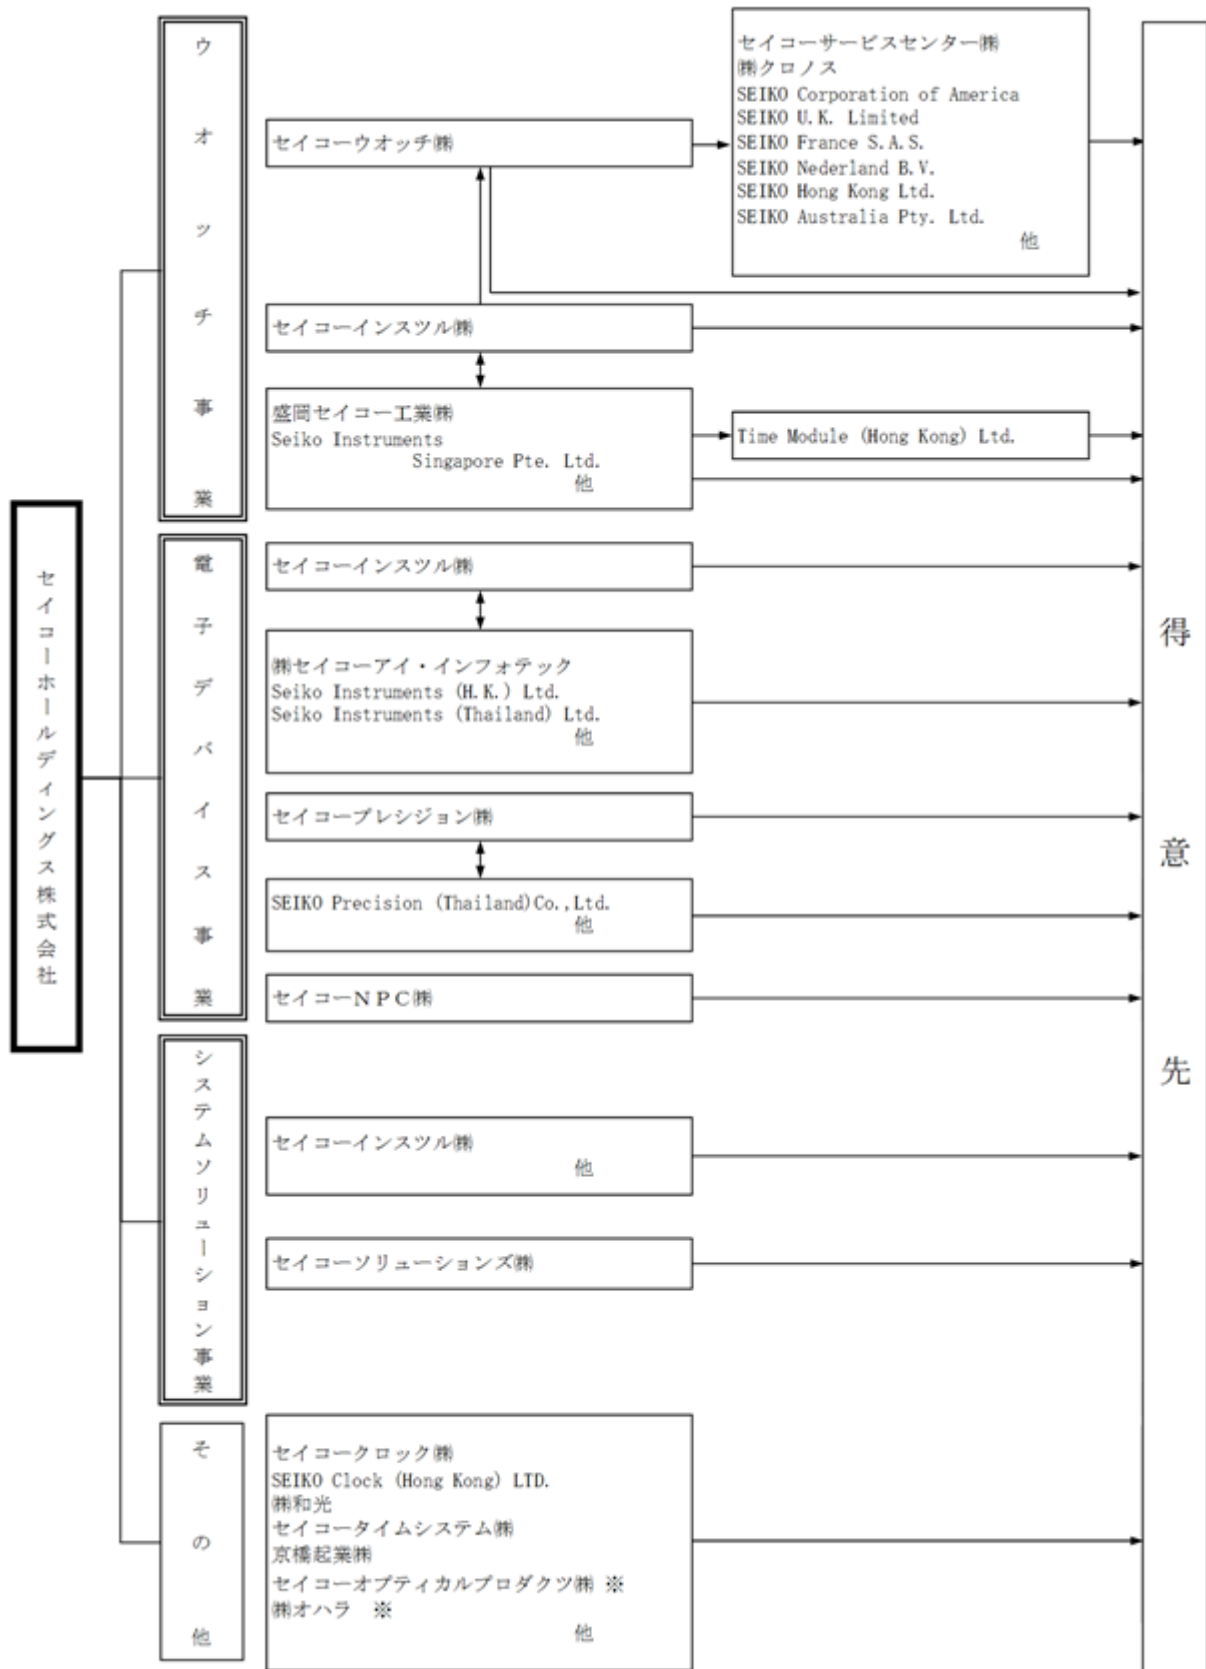 セイコーホールディングス株式会社
ウオッチ事業
セイコーウオッチ㈱
セイコーサービスセンター㈱
㈱クロノス
SEIKO Corporation of America
SEIKO U.K. Limited
SEIKO France S.A.S.
SEIKO Nederland B.V.
SEIKO Hong Kong Ltd.
SEIKO Australia Pty. Ltd.
他
セイコーインスツル㈱
盛岡セイコー工業㈱
Seiko Instruments
Singapore Pte. Ltd.
他
Time Module (Hong Kong) Ltd.
電子デバイス事業
セイコーインスツル㈱
㈱セイコーアイ・インフォテック
Seiko Instruments (H.K.) Ltd.
Seiko Instruments (Thailand) Ltd.
他
セイコープレシジョン㈱
SEIKO Precision (Thailand)Co.,Ltd.
他
セイコーＮＰＣ㈱
システムソリューション事業
セイコーインスツル㈱
他
セイコーソリューションズ㈱
その他
セイコークロック㈱
SEIKO Clock (Hong Kong) LTD.
㈱和光
セイコータイムシステム㈱
京橋起業㈱
セイコーオプティカルプロダクツ㈱ ※
㈱オハラ ※
他
得意先